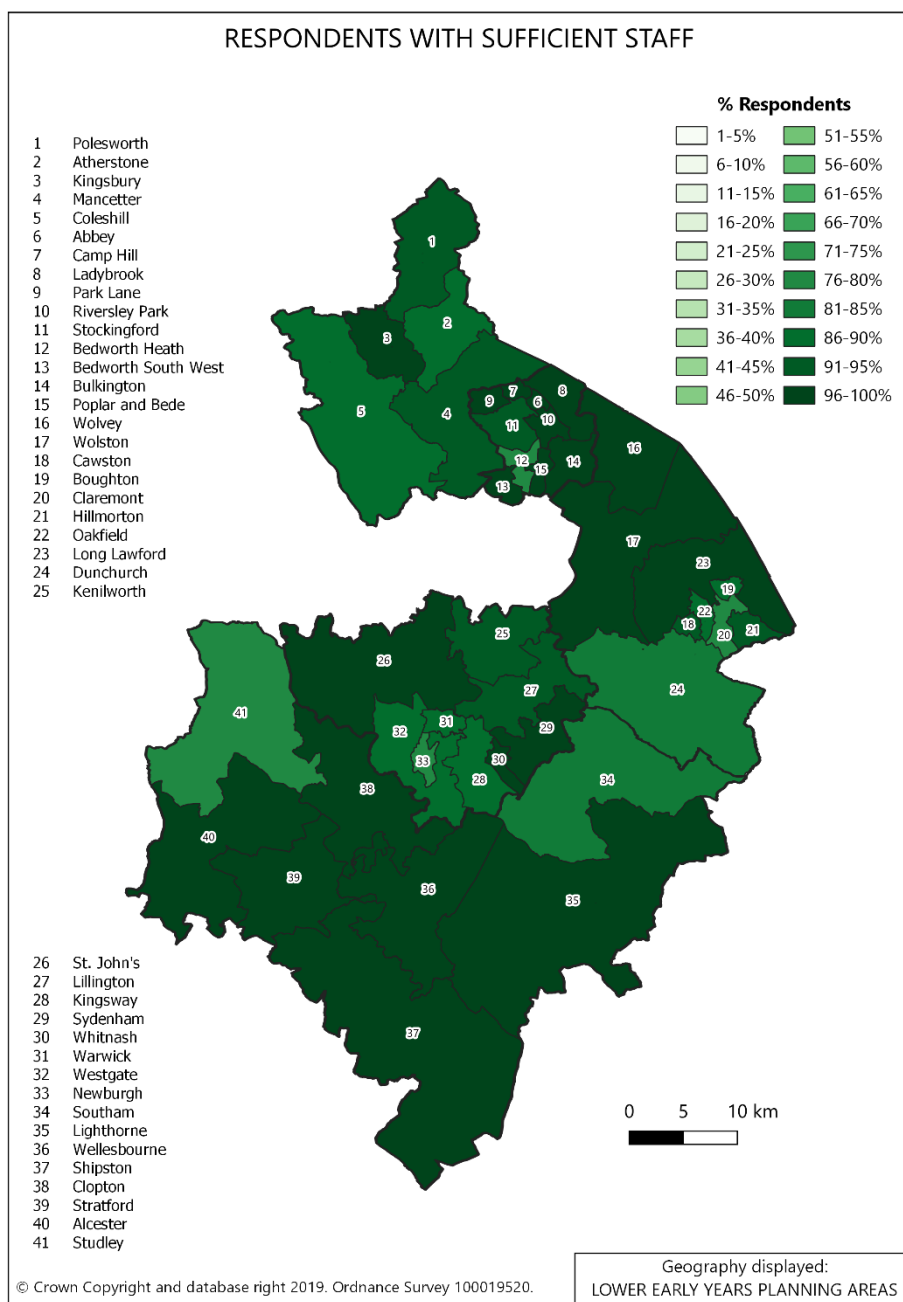 RESPONDENTS WITH SUFFICIENT STAFF
% Respondents
1-5%
6-10%
11-15%
16-20%
21-25%
26-30%
31-35%
36-40%
41-45%
46-50%
51-55%
56-60%
61-65%
66-70%
71-75%
76-80%
81-85%
86-90%
91-95%
96-100%
1 Polesworth
2 Atherstone
3 Kingsbury
4 Mancetter
5 Coleshill
6 Abbey
7 Camp Hill
8 Ladybrook
9 Park Lane
10 Riversley Park
11 Stockingford
12 Bedworth Heath
13 Bedworth South West
14 Bulkington
15 Poplar and Bede
16 Wolvey
17 Wolston
18 Cawston
19 Boughton
20 Claremont
21 Hillmorton
22 Oakfield
23 Long Lawford
24 Dunchurch
25 Kenilworth
1
2
3
4
5
9
7
6
8
10
11
12
13
15
14
16
17
23
19
22
18
20
21
24
25
26
27
29
41
32
31
33
30
28
34
38
40
39
36
35
37
26 St. John's
27 Lillington
28 Kingsway
29 Sydenham
30 Whitnash
31 Warwick
32 Westgate
33 Newburgh
34 Southam
35 Lighthorne
36 Wellesbourne
37 Shipston
38 Clopton
39 Stratford
40 Alcester
41 Studley
0 5 10 km
© Crown Copyright and database right 2019. Ordnance Survey 100019520.
Geography displayed:
LOWER EARLY YEARS PLANNING AREAS